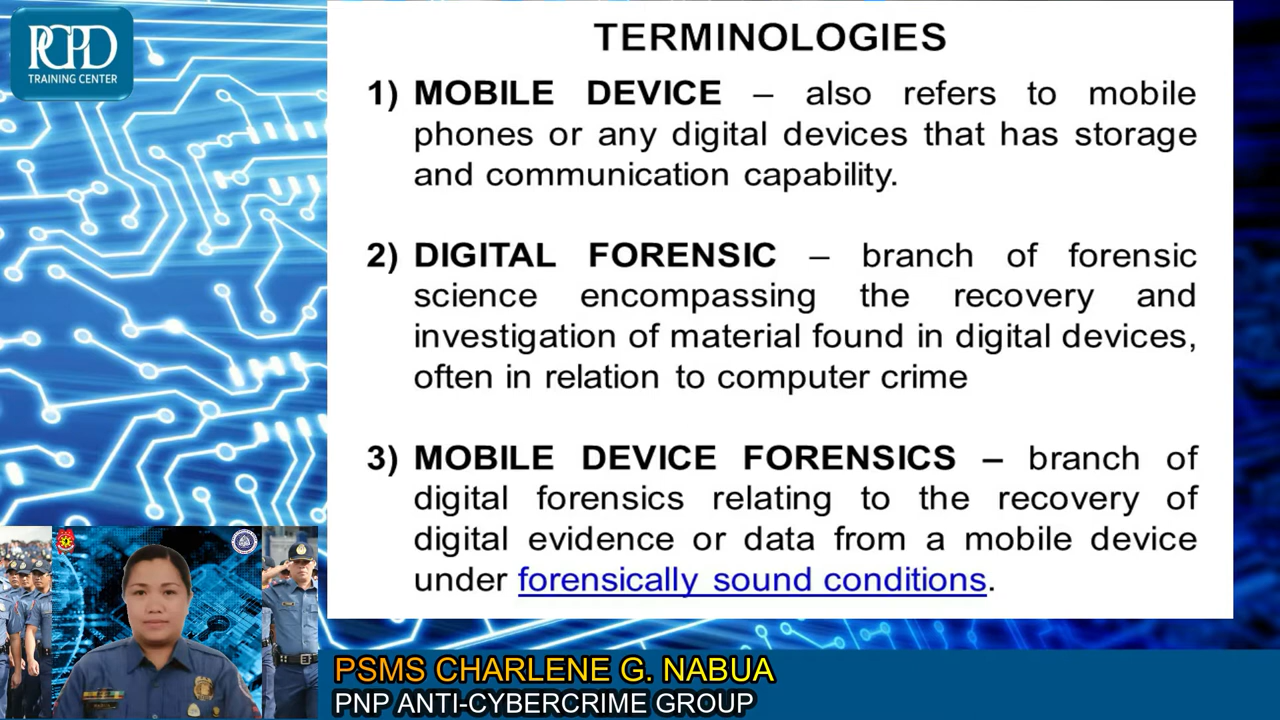 PCPD
TRAINING CENTER
TERMINOLOGIES
1) MOBILE DEVICE – also refers to mobile
phones or any digital devices that has storage
and communication capability.
2) DIGITAL FORENSIC – branch of forensic
science encompassing the recovery and
investigation of material found in digital devices,
often in relation to computer crime
3) MOBILE DEVICE FORENSICS – branch of
digital forensics relating to the recovery of
digital evidence or data from a mobile device
under forensically sound conditions.
PSMS CHARLENE G. NABUA
PNP ANTI-CYBERCRIME GROUP